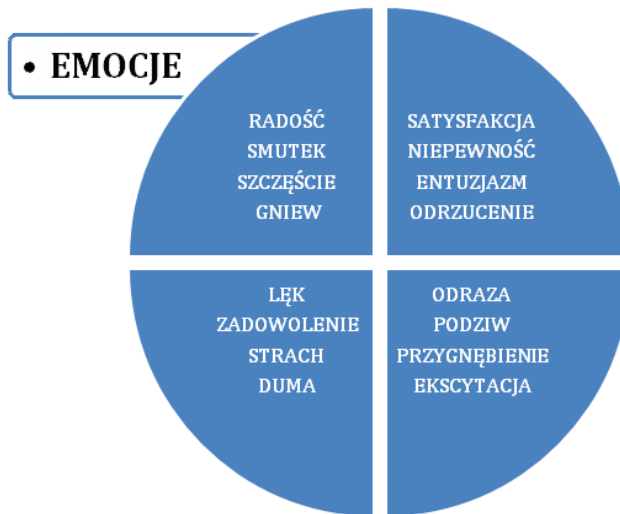 • EMOCJE
RADOŚĆ
SMUTEK
SZCZĘŚCIE
GNIEW
SATYSFAKCJA
NIEPEWNOŚĆ
ENTUZJAZM
ODRZUCENIE
LĘK
ZADOWOLENIE
STRACH
DUMA
ODRAZA
PODZIW
PRZYGNĘBIENIE
EKSCYTACJA